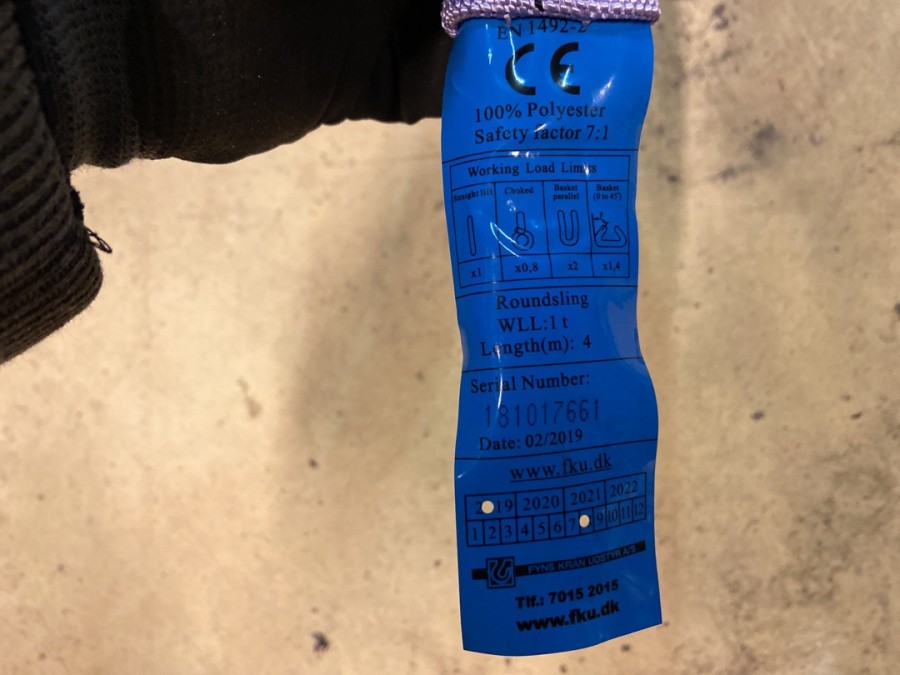 EN 1492-2
CE
100% Polyester
Safety factor 7:1
Working Load Limits
Straight lift Choked Basket parallel Basket (0 to 45°)
x1 x0,8 x2 x1,4
Roundsling
WLL:1 t
Length(m): 4
Serial Number:
181017661
Date: 02/2019
www.fku.dk
2019 2020 2021 2022
1 2 3 4 5 6 7 9 10 11 12
FYNS KRAN UDSTYR A/S
Tlf.: 7015 2015
www.fku.dk